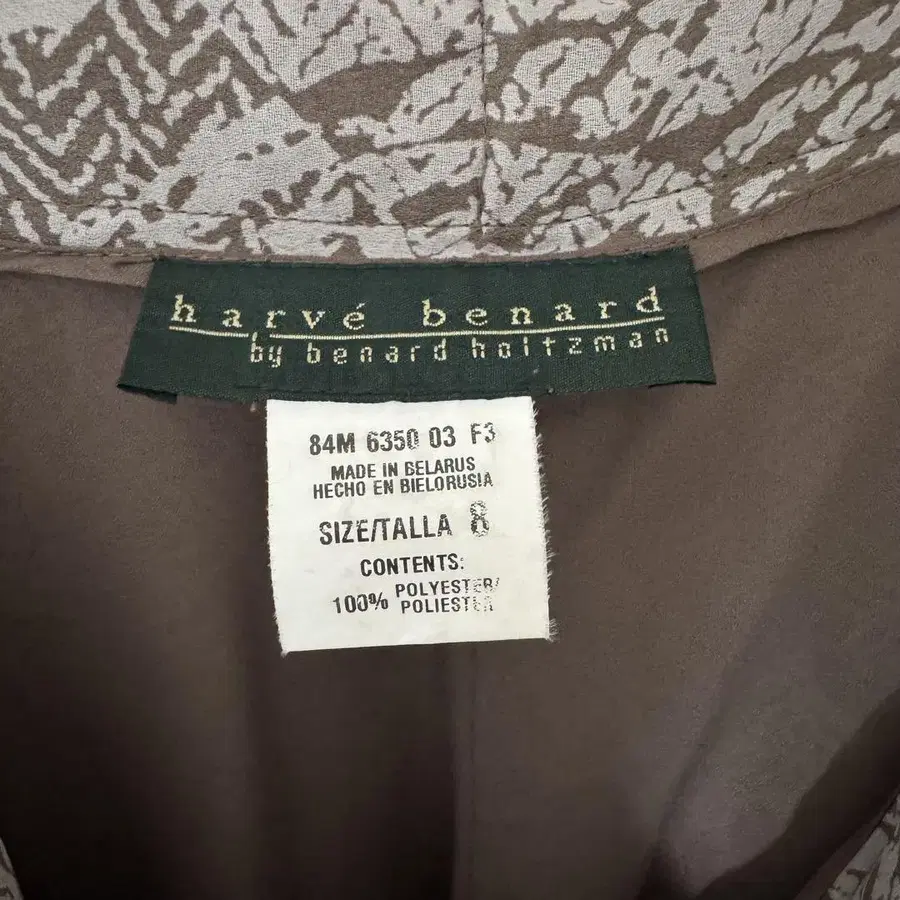 harvé benard
by benard holtzman
84M 6350 03 F3
MADE IN BELARUS
HECHO EN BIELORUSIA
SIZE/TALLA 8
CONTENTS:
100% POLYESTER/
POLIESTER